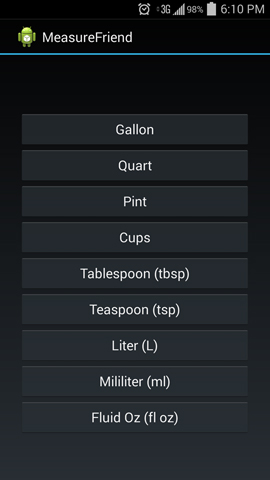 3G 98% 6:10 PM
MeasureFriend
Gallon
Quart
Pint
Cups
Tablespoon (tbsp)
Teaspoon (tsp)
Liter (L)
Mililiter (ml)
Fluid Oz (fl oz)